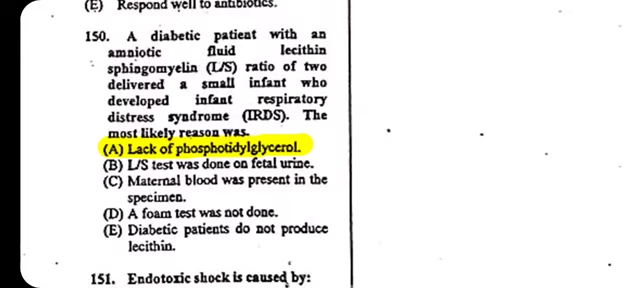 (E) Respond well to antibiotics.
150. A diabetic patient with an
amniotic fluid lecithin
sphingomyelin (L/S) ratio of two
delivered a small infant who
developed infant respiratory
distress syndrome (IRDS). The
most likely reason was.
(A) Lack of phosphotidylglycerol.
(B) L/S test was done on fetal urine.
(C) Maternal blood was present in the
specimen.
(D) A foam test was not done.
(E) Diabetic patients do not produce
lecithin.
151. Endotoxic shock is caused by: